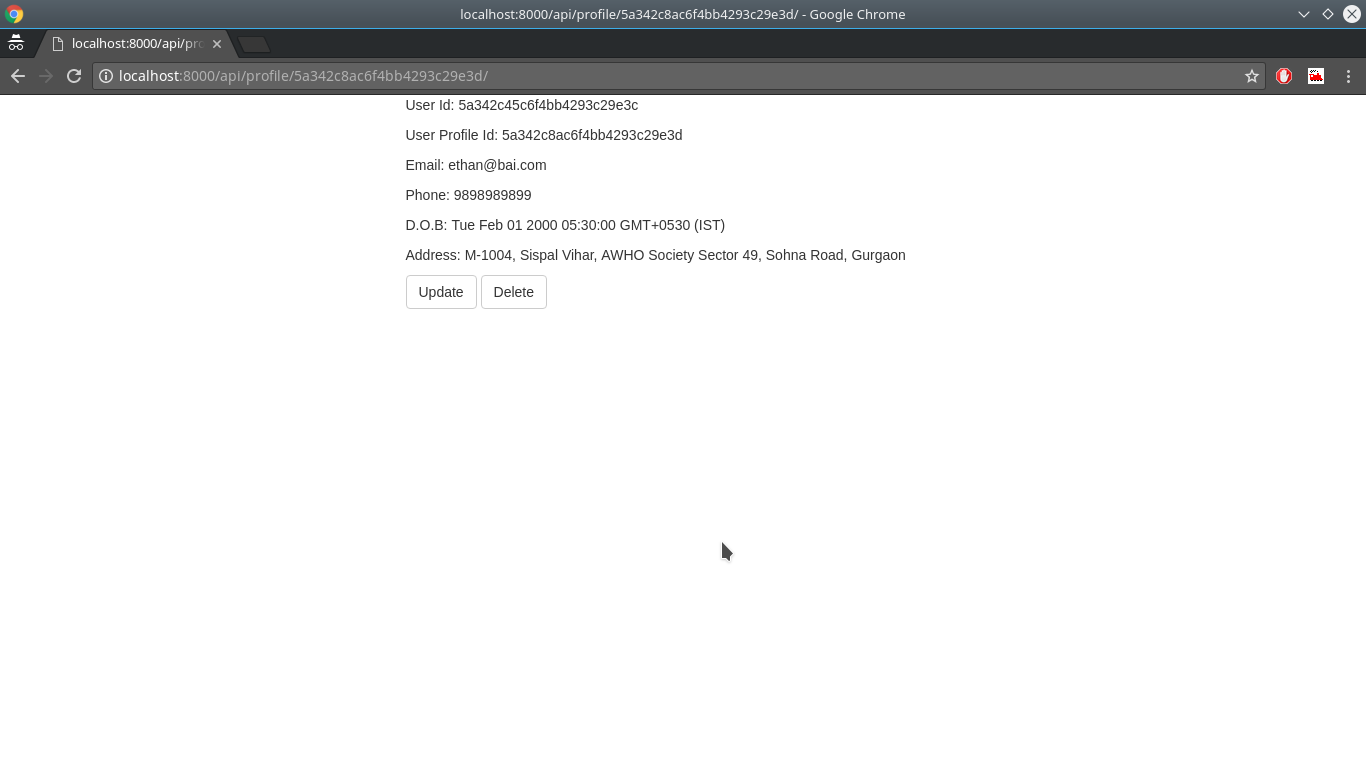 localhost:8000/api/profile/5a342c8ac6f4bb4293c29e3d/ - Google Chrome
localhost:8000/api/pro
localhost:8000/api/profile/5a342c8ac6f4bb4293c29e3d/
User Id: 5a342c45c6f4bb4293c29e3c
User Profile Id: 5a342c8ac6f4bb4293c29e3d
Email: ethan@bai.com
Phone: 9898989899
D.O.B: Tue Feb 01 2000 05:30:00 GMT+0530 (IST)
Address: M-1004, Sispal Vihar, AWHO Society Sector 49, Sohna Road, Gurgaon
Update Delete